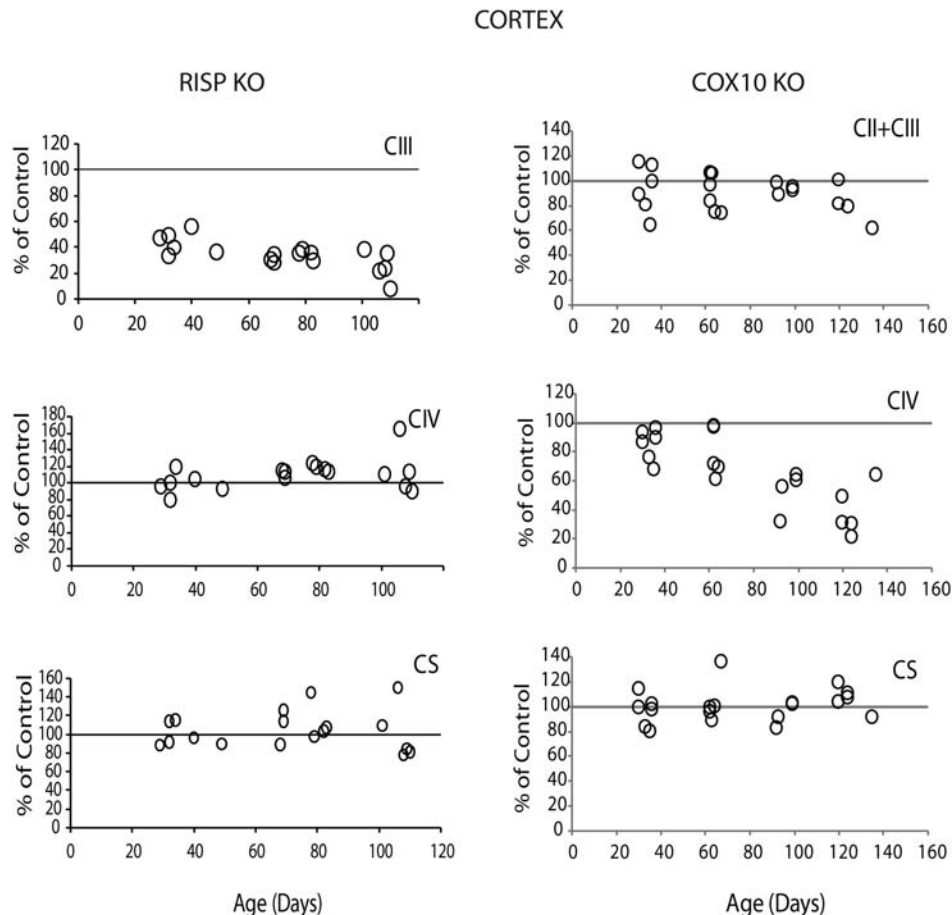 CORTEX
RISP KO
COX10 KO
CIII
% of Control
120
100
80
60
40
20
0
0 20 40 60 80 100
CII+CIII
% of Control
140
120
100
80
60
40
20
0
0 20 40 60 80 100 120 140 160
CIV
% of Control
180
160
140
120
100
80
60
40
20
0
0 20 40 60 80 100
CIV
% of Control
120
100
80
60
40
20
0
0 20 40 60 80 100 120 140 160
CS
% of Control
160
140
120
100
80
60
40
20
0
0 20 40 60 80 100 120
Age (Days)
CS
% of Control
140
120
100
80
60
40
20
0
0 20 40 60 80 100 120 140 160
Age (Days)